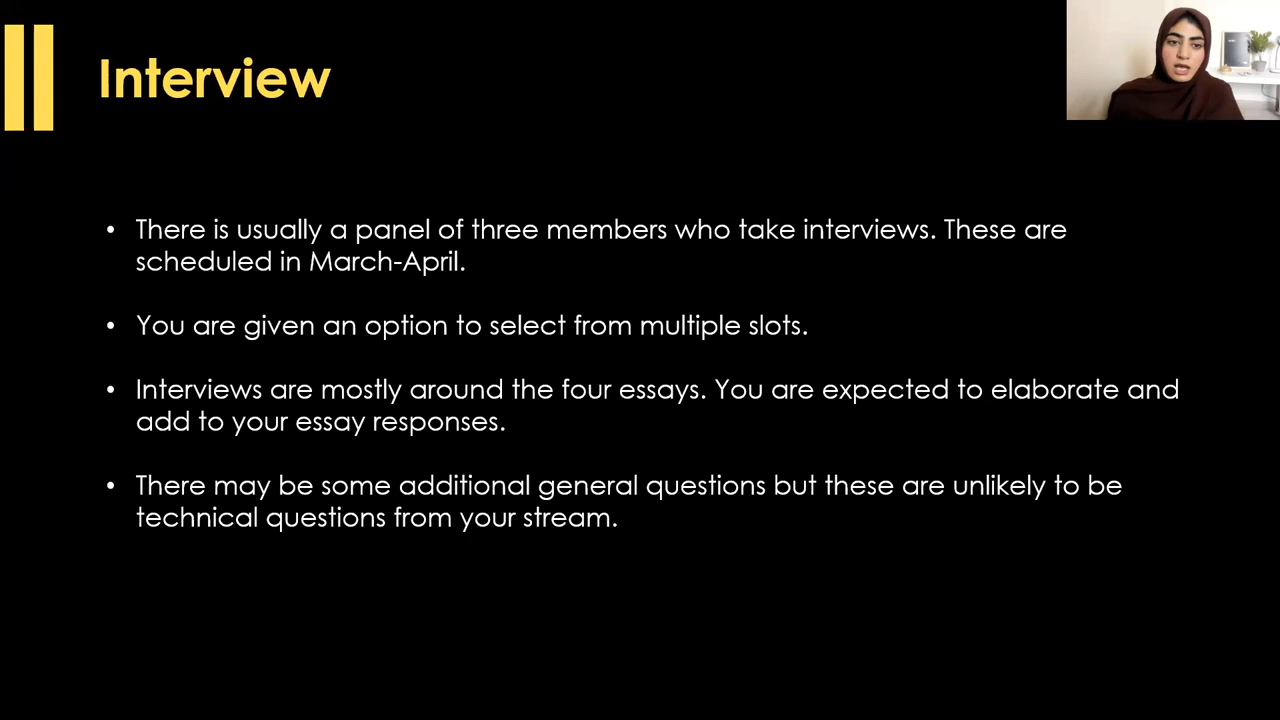 Interview
• There is usually a panel of three members who take interviews. These are
scheduled in March-April.
• You are given an option to select from multiple slots.
• Interviews are mostly around the four essays. You are expected to elaborate and
add to your essay responses.
• There may be some additional general questions but these are unlikely to be
technical questions from your stream.